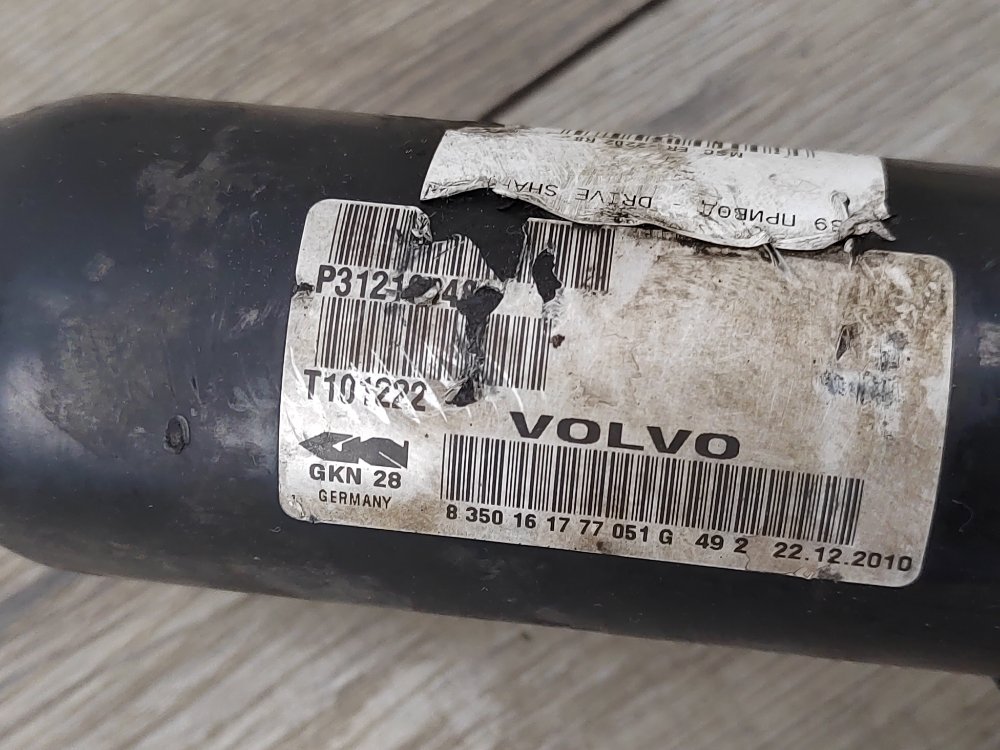 39 ПРИВОД - DRIVE SHAF
T101222
VOLVO
GKN 28
GERMANY
8 350 16 17 77 051 G 49 2 22.12.2010